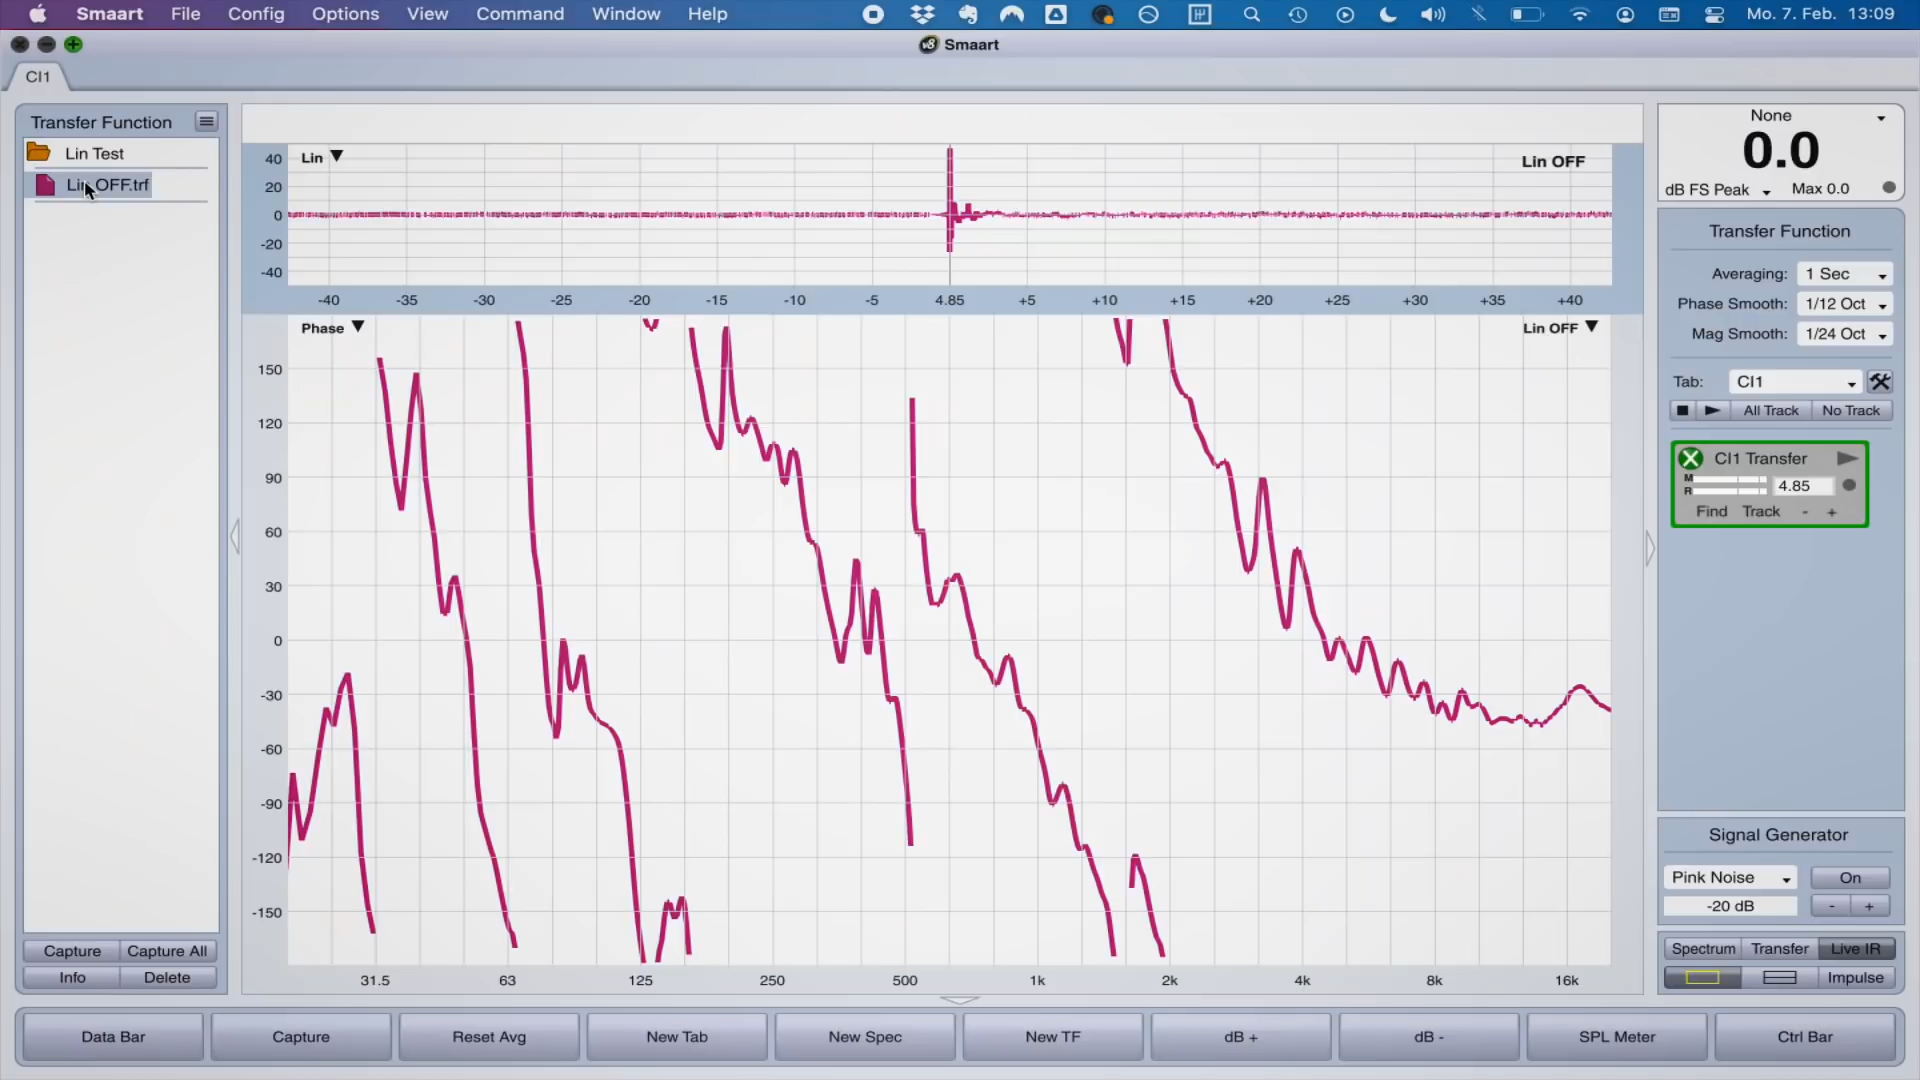 Smaart File Config Options View Command Window Help Mo. 7. Feb. 13:09
v8 Smaart
CI1
Transfer Function
Lin Test
Lin OFF.trf
Capture Capture All
Info Delete
Lin
Lin OFF
40
20
0
-20
-40
-40 -35 -30 -25 -20 -15 -10 -5 4.85 +5 +10 +15 +20 +25 +30 +35 +40
Phase
Lin OFF
150
120
90
60
30
0
-30
-60
-90
-120
-150
31.5 63 125 250 500 1k 2k 4k 8k 16k
None
0.0
dB FS Peak Max 0.0
Transfer Function
Averaging: 1 Sec
Phase Smooth: 1/12 Oct
Mag Smooth: 1/24 Oct
Tab: CI1
All Track No Track
CI1 Transfer
M
R
4.85
Find Track - +
Signal Generator
Pink Noise On
-20 dB - +
Spectrum Transfer Live IR
Impulse
Data Bar Capture Reset Avg New Tab New Spec New TF dB + dB - SPL Meter Ctrl Bar